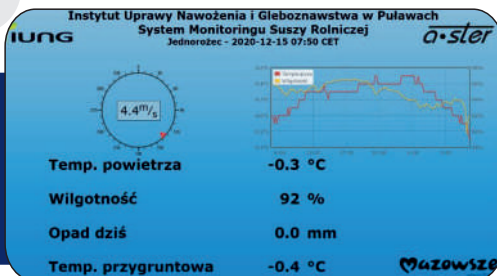 Instytut Uprawy Nawożenia i Gleboznawstwa w Puławach
IUNG
System Monitoringu Suszy Rolniczej
Jednorożec - 2020-12-15 07:50 CET
a·ster
4.4m/s
Temp. powietrza -0.3 °C
Wilgotność 92 %
Opad dziś 0.0 mm
Temp. przygruntowa -0.4 °C
Mazowsze